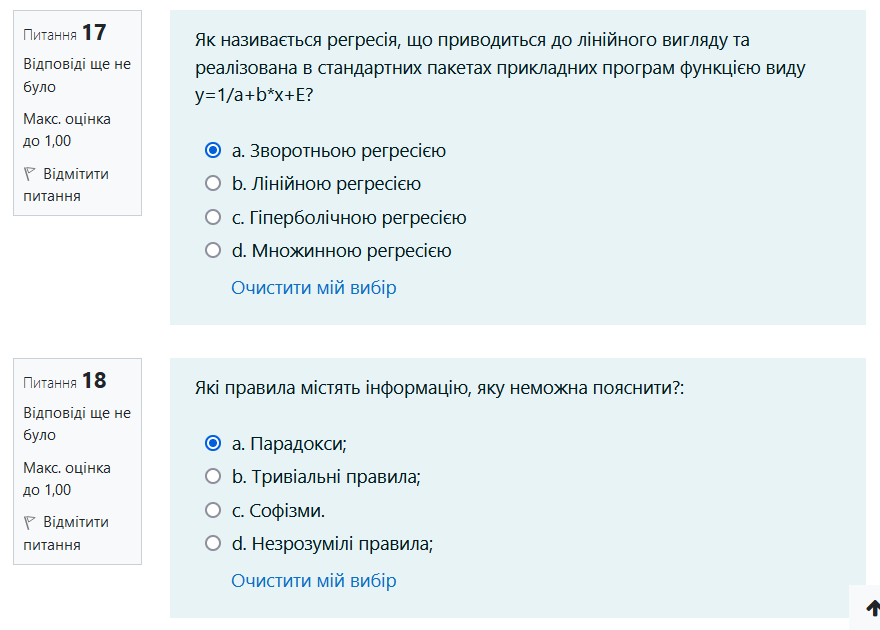 Питання 17
Відповіді ще не
було
Макс. оцінка
до 1,00
Відмітити
питання
Як називається регресія, що приводиться до лінійного вигляду та
реалізована в стандартних пакетах прикладних програм функцією виду
y=1/a+b*x+E?
a. Зворотньою регресією
b. Лінійною регресією
c. Гіперболічною регресією
d. Множинною регресією
Очистити мій вибір
Питання 18
Відповіді ще не
було
Макс. оцінка
до 1,00
Відмітити
питання
Які правила містять інформацію, яку неможна пояснити?:
a. Парадокси;
b. Тривіальні правила;
c. Софізми.
d. Незрозумілі правила;
Очистити мій вибір